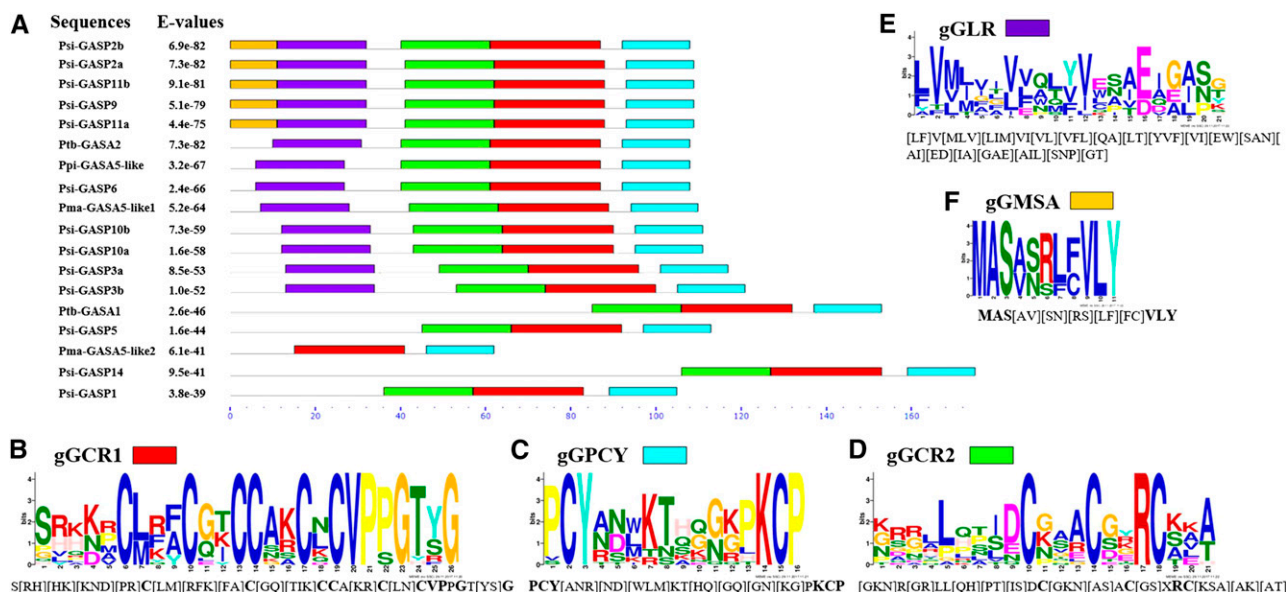 A
Sequences E-values
Psi-GASP2b 6.9e-82
Psi-GASP2a 7.3e-82
Psi-GASP11b 9.1e-81
Psi-GASP9 5.1e-79
Psi-GASP11a 4.4e-75
Ptb-GASA2 7.3e-82
Ppi-GASA5-like 3.2e-67
Psi-GASP6 2.4e-66
Pma-GASA5-like1 5.2e-64
Psi-GASP10b 7.3e-59
Psi-GASP10a 1.6e-58
Psi-GASP3a 8.5e-53
Psi-GASP3b 1.0e-52
Ptb-GASA1 2.6e-46
Psi-GASP5 1.6e-44
Pma-GASA5-like2 6.1e-41
Psi-GASP14 9.5e-41
Psi-GASP1 3.8e-39
0 20 40 60 80 100 120 140 160
E
gGLR
bits
[LF]V[MLV][LIM]VI[VL][VFL][QA][LT][YVF][VI][EW][SAN][
AI][ED][IA][GAE][AIL][SNP][GT]
F
gGMSA
bits
MASASRLFVLY
MAS[AV][SN][RS][LF][FC]VLY
B
gGCR1
bits
S[RH][HK][KND][PR]C[LM][RFK][FA]C[GQ][TIK]CCA[KR]C[LN]CVPPGT[YS]G
C
gGPCY
bits
PCY[ANR][ND][WLM]KT[HQ][GQ][GN][KG]PKCP
D
gGCR2
bits
[GKN]R[GR]LL[QH][PT][IS]DC[GKN][AS]AC[GS]XRC[KSA][AK][AT]